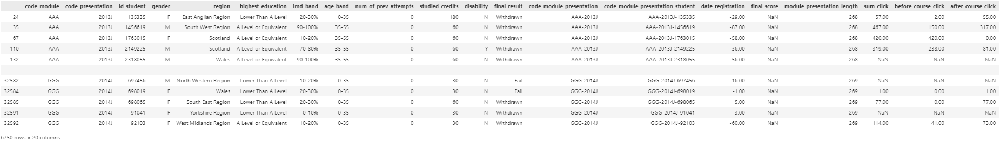 code_module code_presentation id_student gender region highest_education imd_band age_band num_of_prev_attempts studied_credits disability final_result code_module_presentation code_module_presentation_student date_registration final_score module_presentation_length sum_click before_course_click after_course_click
24 AAA 2013J 135335 F East Anglian Region Lower Than A Level 20-30% 0-35 0 180 N Withdrawn AAA-2013J AAA-2013J-135335 -29.00 NaN 268 57.00 2.00 55.00
35 AAA 2013J 1456619 M South West Region A Level or Equivalent 90-100% 35-55 0 60 N Withdrawn AAA-2013J AAA-2013J-1456619 -87.00 NaN 268 467.00 150.00 317.00
67 AAA 2013J 1763015 F Scotland A Level or Equivalent 10-20% 35-55 0 60 N Withdrawn AAA-2013J AAA-2013J-1763015 -58.00 NaN 268 420.00 420.00 0.00
110 AAA 2013J 2149225 M Scotland A Level or Equivalent 70-80% 35-55 0 60 Y Withdrawn AAA-2013J AAA-2013J-2149225 -36.00 NaN 268 319.00 238.00 81.00
132 AAA 2013J 2318055 M Wales A Level or Equivalent 90-100% 35-55 0 60 N Withdrawn AAA-2013J AAA-2013J-2318055 -56.00 NaN 268 NaN NaN NaN
... ... ... ... ... ... ... ... ... ... ... ... ... ... ... ... ... ... ... ... ...
32582 GGG 2014J 697456 M North Western Region Lower Than A Level 10-20% 0-35 0 30 N Fail GGG-2014J GGG-2014J-697456 -16.00 NaN 269 NaN NaN NaN
32584 GGG 2014J 698019 F Wales Lower Than A Level 20-30% 0-35 0 30 N Fail GGG-2014J GGG-2014J-698019 -1.00 NaN 269 1.00 0.00 1.00
32585 GGG 2014J 698065 F South East Region Lower Than A Level 20-30% 0-35 0 60 N Withdrawn GGG-2014J GGG-2014J-698065 5.00 NaN 269 77.00 0.00 77.00
32591 GGG 2014J 91041 F Yorkshire Region Lower Than A Level 0-10% 0-35 0 30 N Withdrawn GGG-2014J GGG-2014J-91041 -3.00 NaN 269 NaN NaN NaN
32592 GGG 2014J 92103 F West Midlands Region A Level or Equivalent 10-20% 0-35 0 30 N Withdrawn GGG-2014J GGG-2014J-92103 -60.00 NaN 269 114.00 41.00 73.00
6750 rows × 20 columns